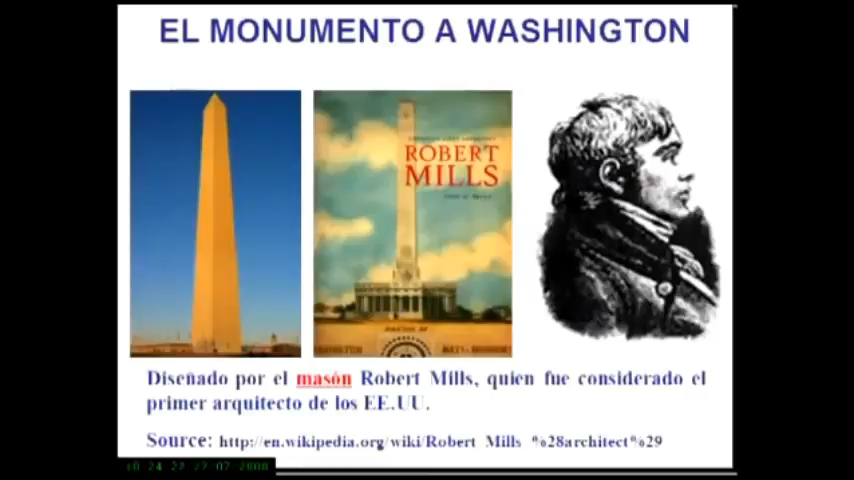 EL MONUMENTO A WASHINGTON
ROBERT
MILLS
Diseñado por el masón Robert Mills, quien fue considerado el
primer arquitecto de los EE.UU.
Source: http://en.wikipedia.org/wiki/Robert_Mills_%28architect%29